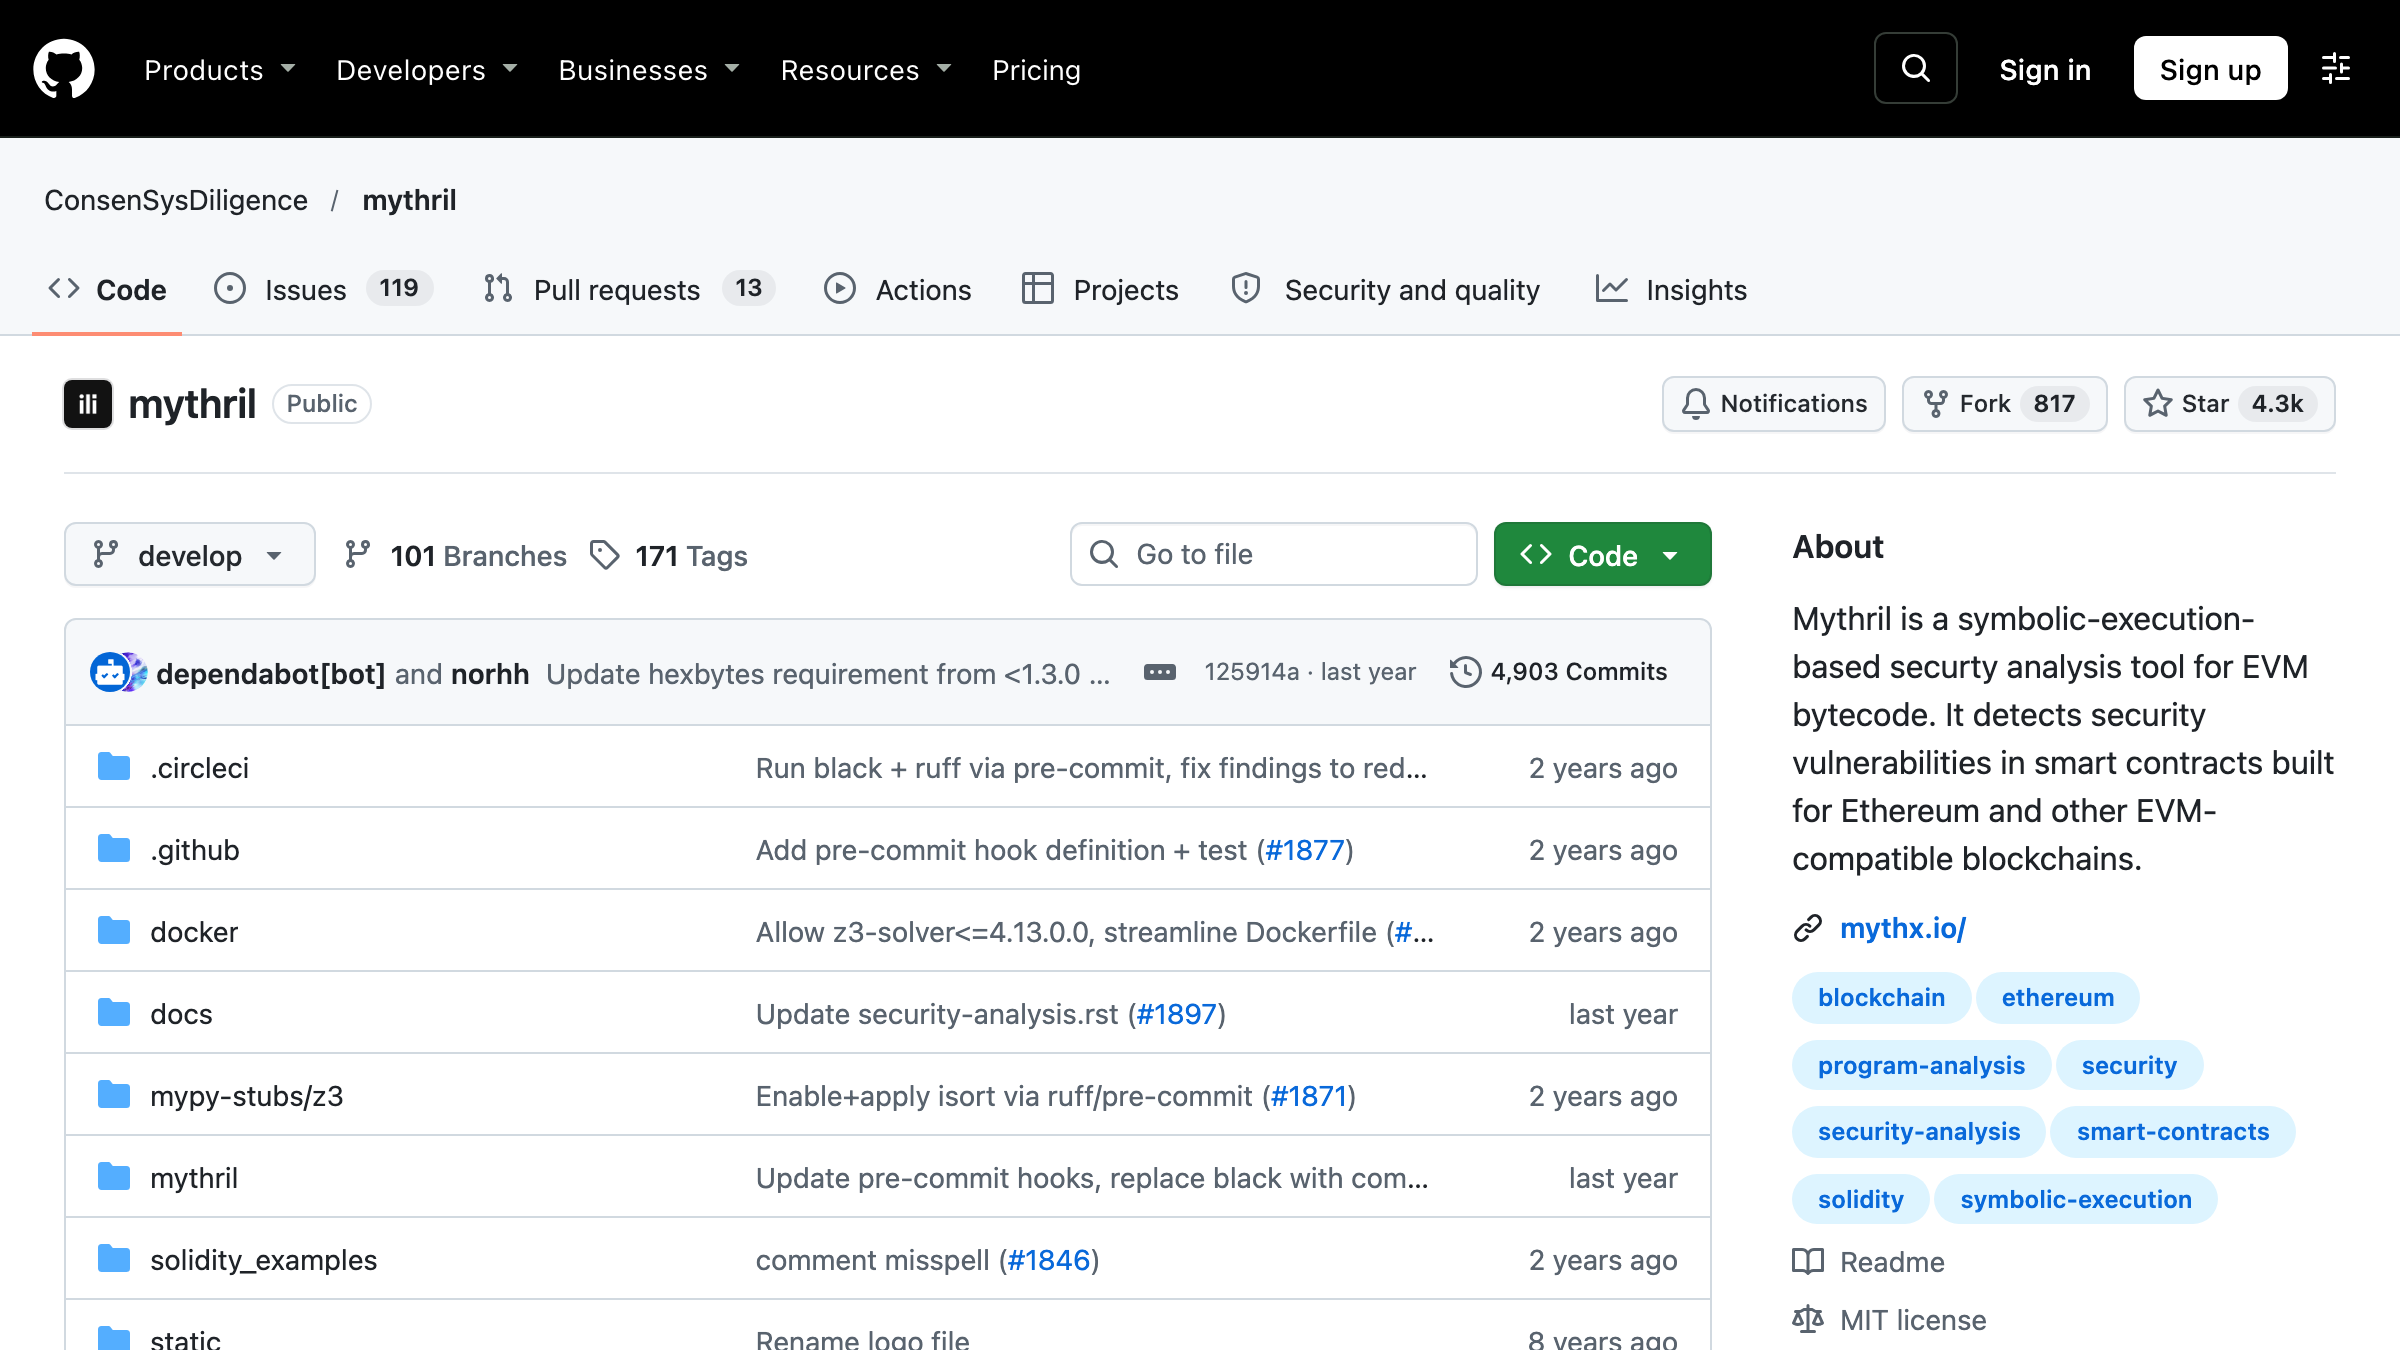 Products Developers Businesses Resources Pricing Sign in Sign up
ConsenSysDiligence / mythril
Code Issues 119 Pull requests 13 Actions Projects Security and quality Insights
mythril Public Notifications Fork 817 Star 4.3k
develop 101 Branches 171 Tags Go to file Code
dependabot[bot] and norhh Update hexbytes requirement from <1.3.0 ... 125914a · last year 4,903 Commits
.circleci Run black + ruff via pre-commit, fix findings to red... 2 years ago
.github Add pre-commit hook definition + test (#1877) 2 years ago
docker Allow z3-solver<=4.13.0.0, streamline Dockerfile (#... 2 years ago
docs Update security-analysis.rst (#1897) last year
mypy-stubs/z3 Enable+apply isort via ruff/pre-commit (#1871) 2 years ago
mythril Update pre-commit hooks, replace black with com... last year
solidity_examples comment misspell (#1846) 2 years ago
static Rename logo file 8 years ago
About
Mythril is a symbolic-execution-
based securty analysis tool for EVM
bytecode. It detects security
vulnerabilities in smart contracts built
for Ethereum and other EVM-
compatible blockchains.
mythx.io/
blockchain ethereum
program-analysis security
security-analysis smart-contracts
solidity symbolic-execution
Readme
MIT license